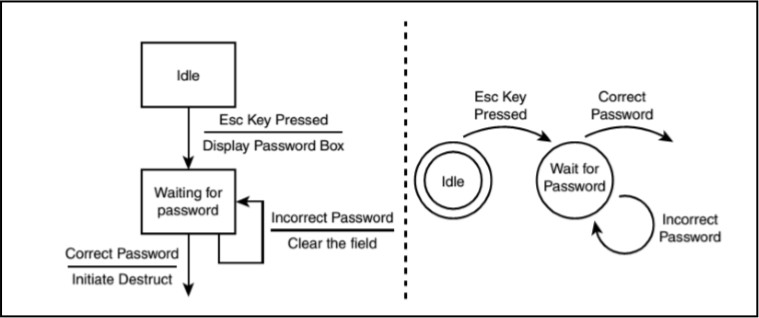 Idle
Esc Key Pressed
Display Password Box
Waiting for
password
Incorrect Password
Clear the field
Correct Password
Initiate Destruct
Esc Key
Pressed
Correct
Password
Idle
Wait for
Password
Incorrect
Password